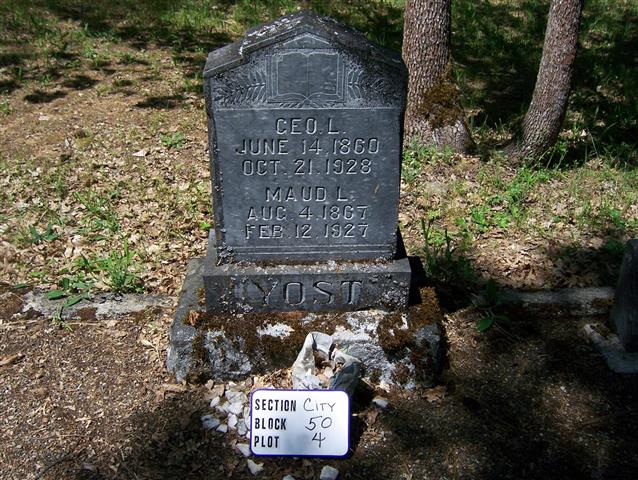 GEO. L.
JUNE 14, 1860
OCT. 21, 1928
MAUD L.
AUG. 4, 1867
FEB. 12, 1927
YOST
SECTION CITY
BLOCK 50
PLOT 4